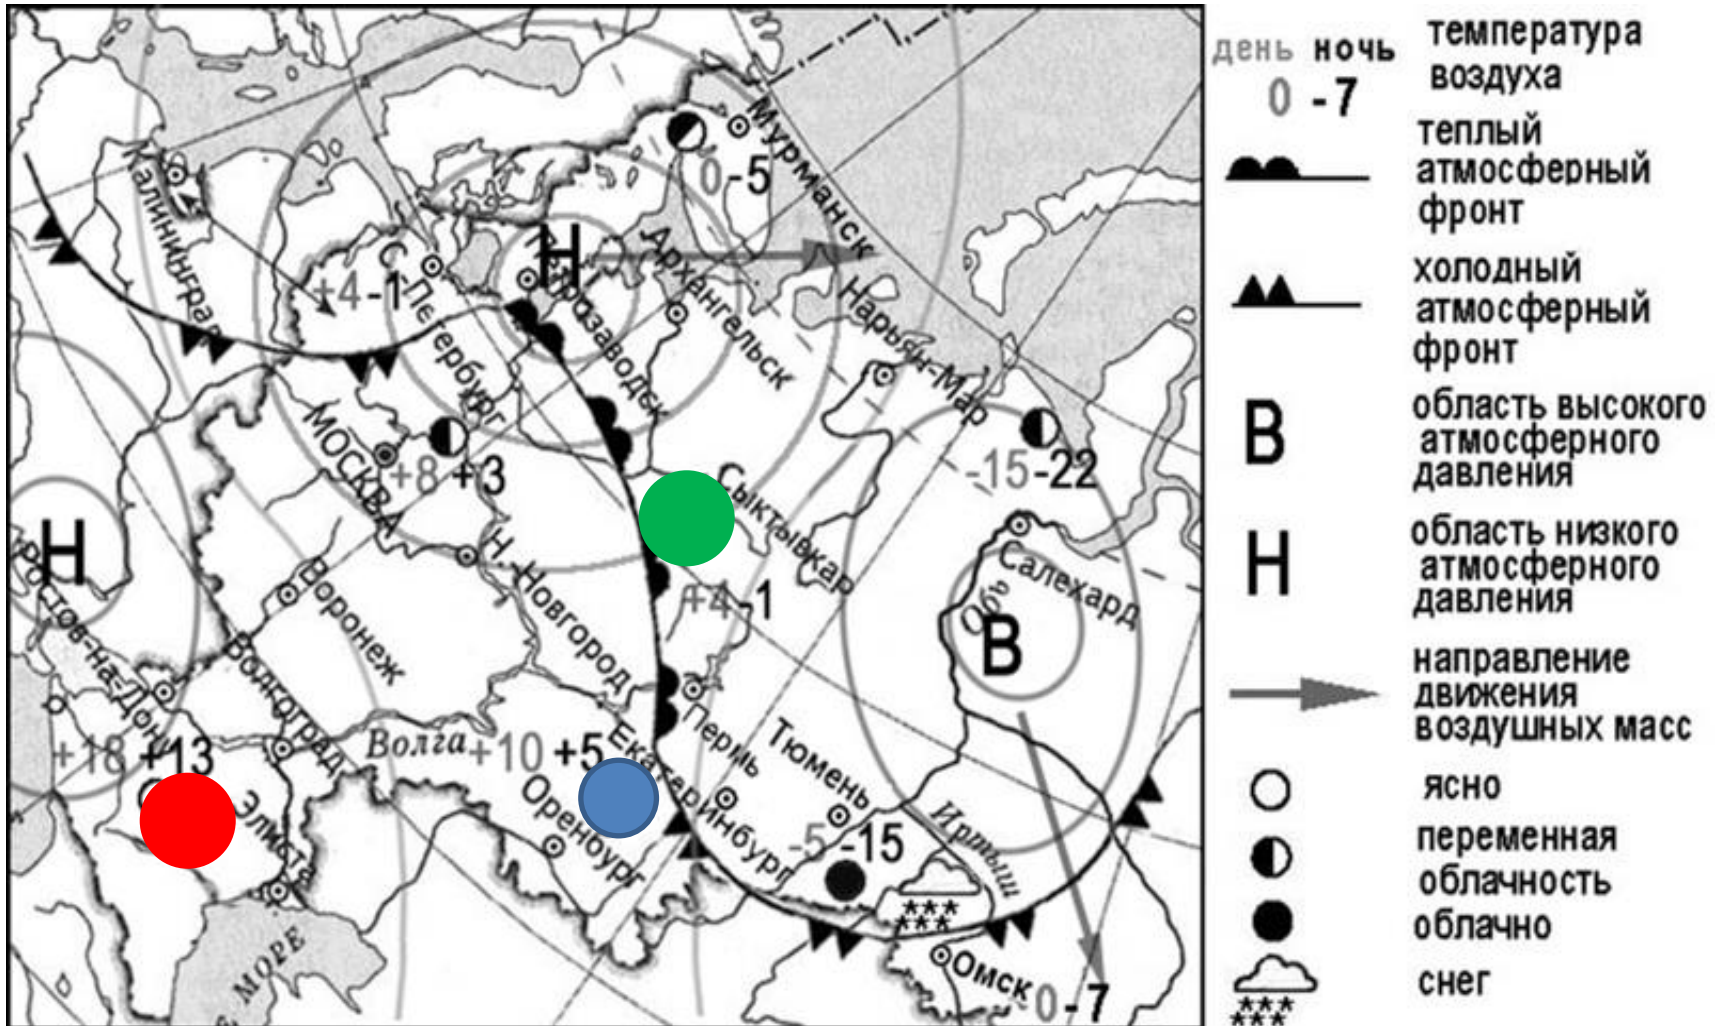 Мурманск
0-5
Калининград
Н
С.-Петербург
+4-1
Петрозаводск
Архангельск
Нарьян-Мар
МОСКВА
+8 +3
-15-22
Сыктывкар
Н
Н.-Новгород
Воронеж
+4-1
Салехард
Обь
В
Ростов-на-Дону
Волгоград
Волга
+10 +5
Екатеринбург
Пермь
Тюмень
+18 +13
Элиста
Оренбург
-5 -15
Иртыш
МОРЕ
Омск
0-7
день ночь
0 -7
температура
воздуха
теплый
атмосферный
фронт
холодный
атмосферный
фронт
В
область высокого
атмосферного
давления
Н
область низкого
атмосферного
давления
направление
движения
воздушных масс
ясно
переменная
облачность
облачно
снег